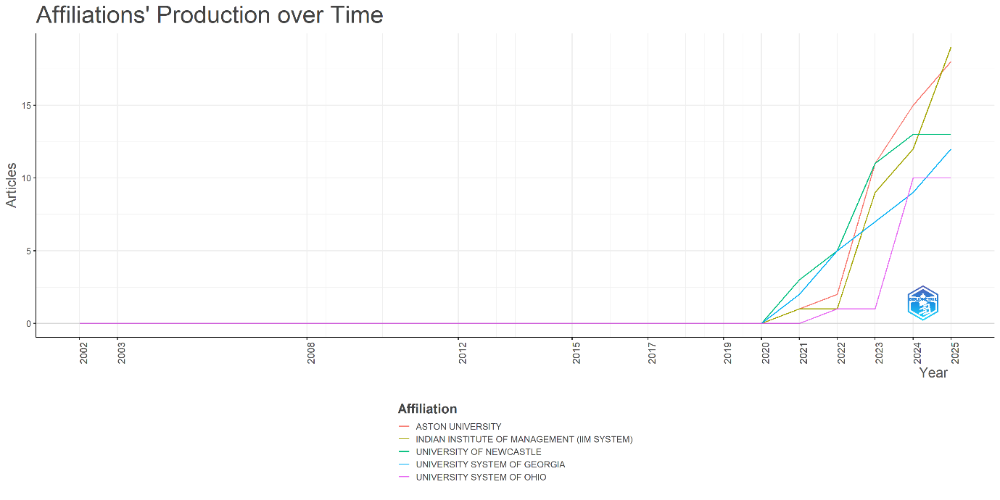 Affiliations' Production over Time
Articles
15
10
5
0
2002
2003
2008
2012
2015
2017
2019
2020
2021
2022
2023
2024
2025
Year
BIBLIOMETRIX
Affiliation
ASTON UNIVERSITY
INDIAN INSTITUTE OF MANAGEMENT (IIM SYSTEM)
UNIVERSITY OF NEWCASTLE
UNIVERSITY SYSTEM OF GEORGIA
UNIVERSITY SYSTEM OF OHIO